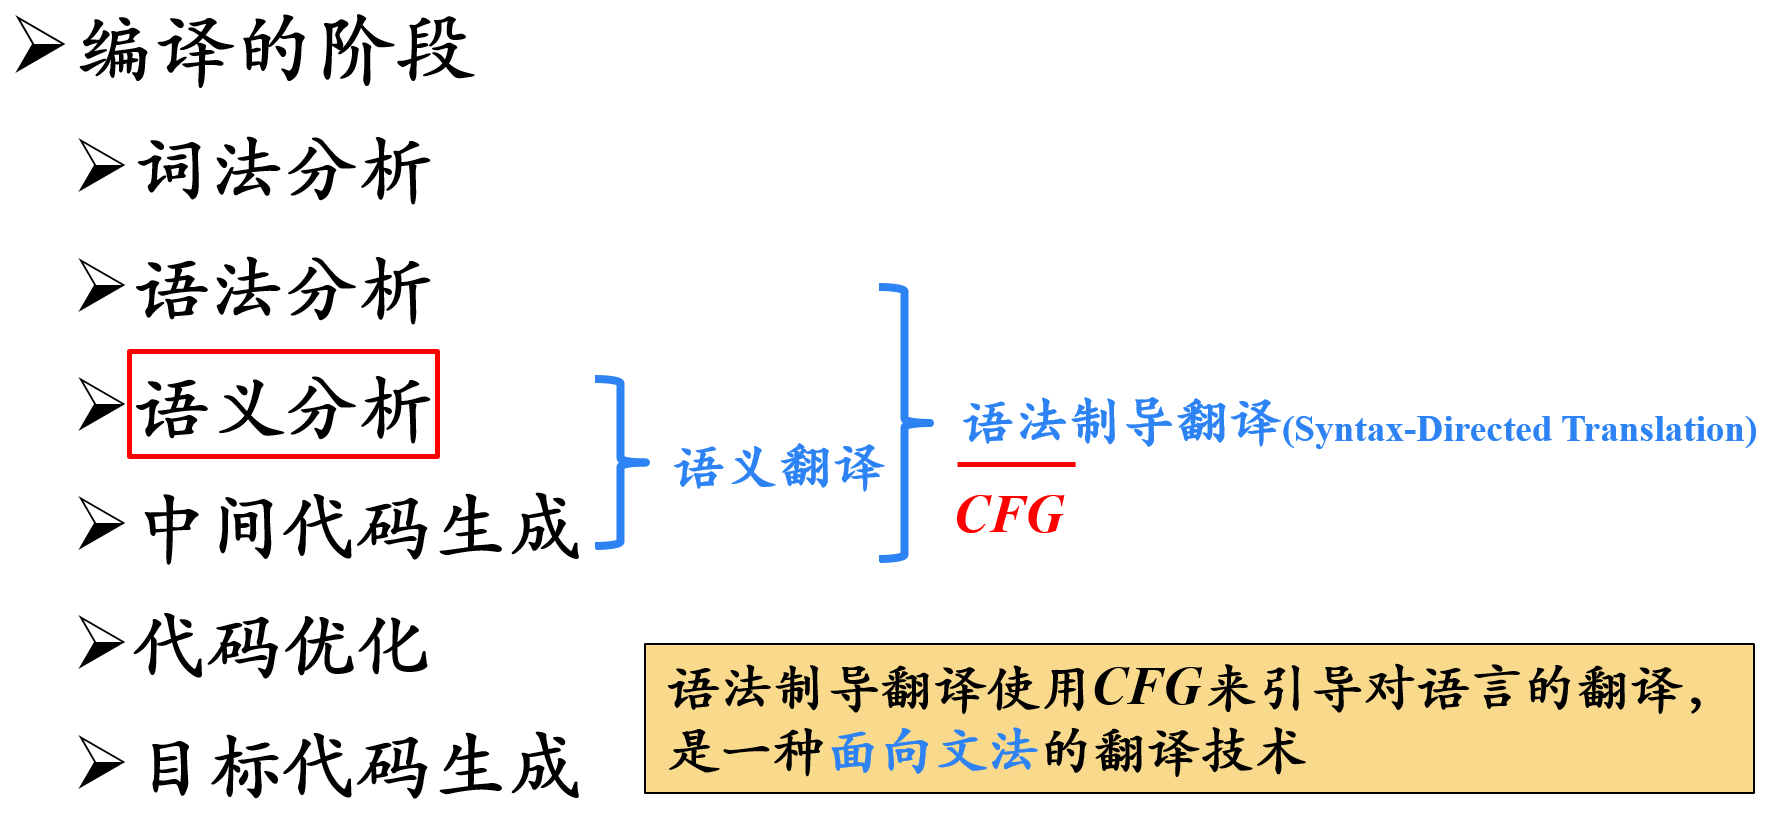 编译的阶段
词法分析
语法分析
语义分析
中间代码生成
代码优化
目标代码生成
语义翻译
语法制导翻译(Syntax-Directed Translation)
CFG
语法制导翻译使用CFG来引导对语言的翻译，
是一种面向文法的翻译技术